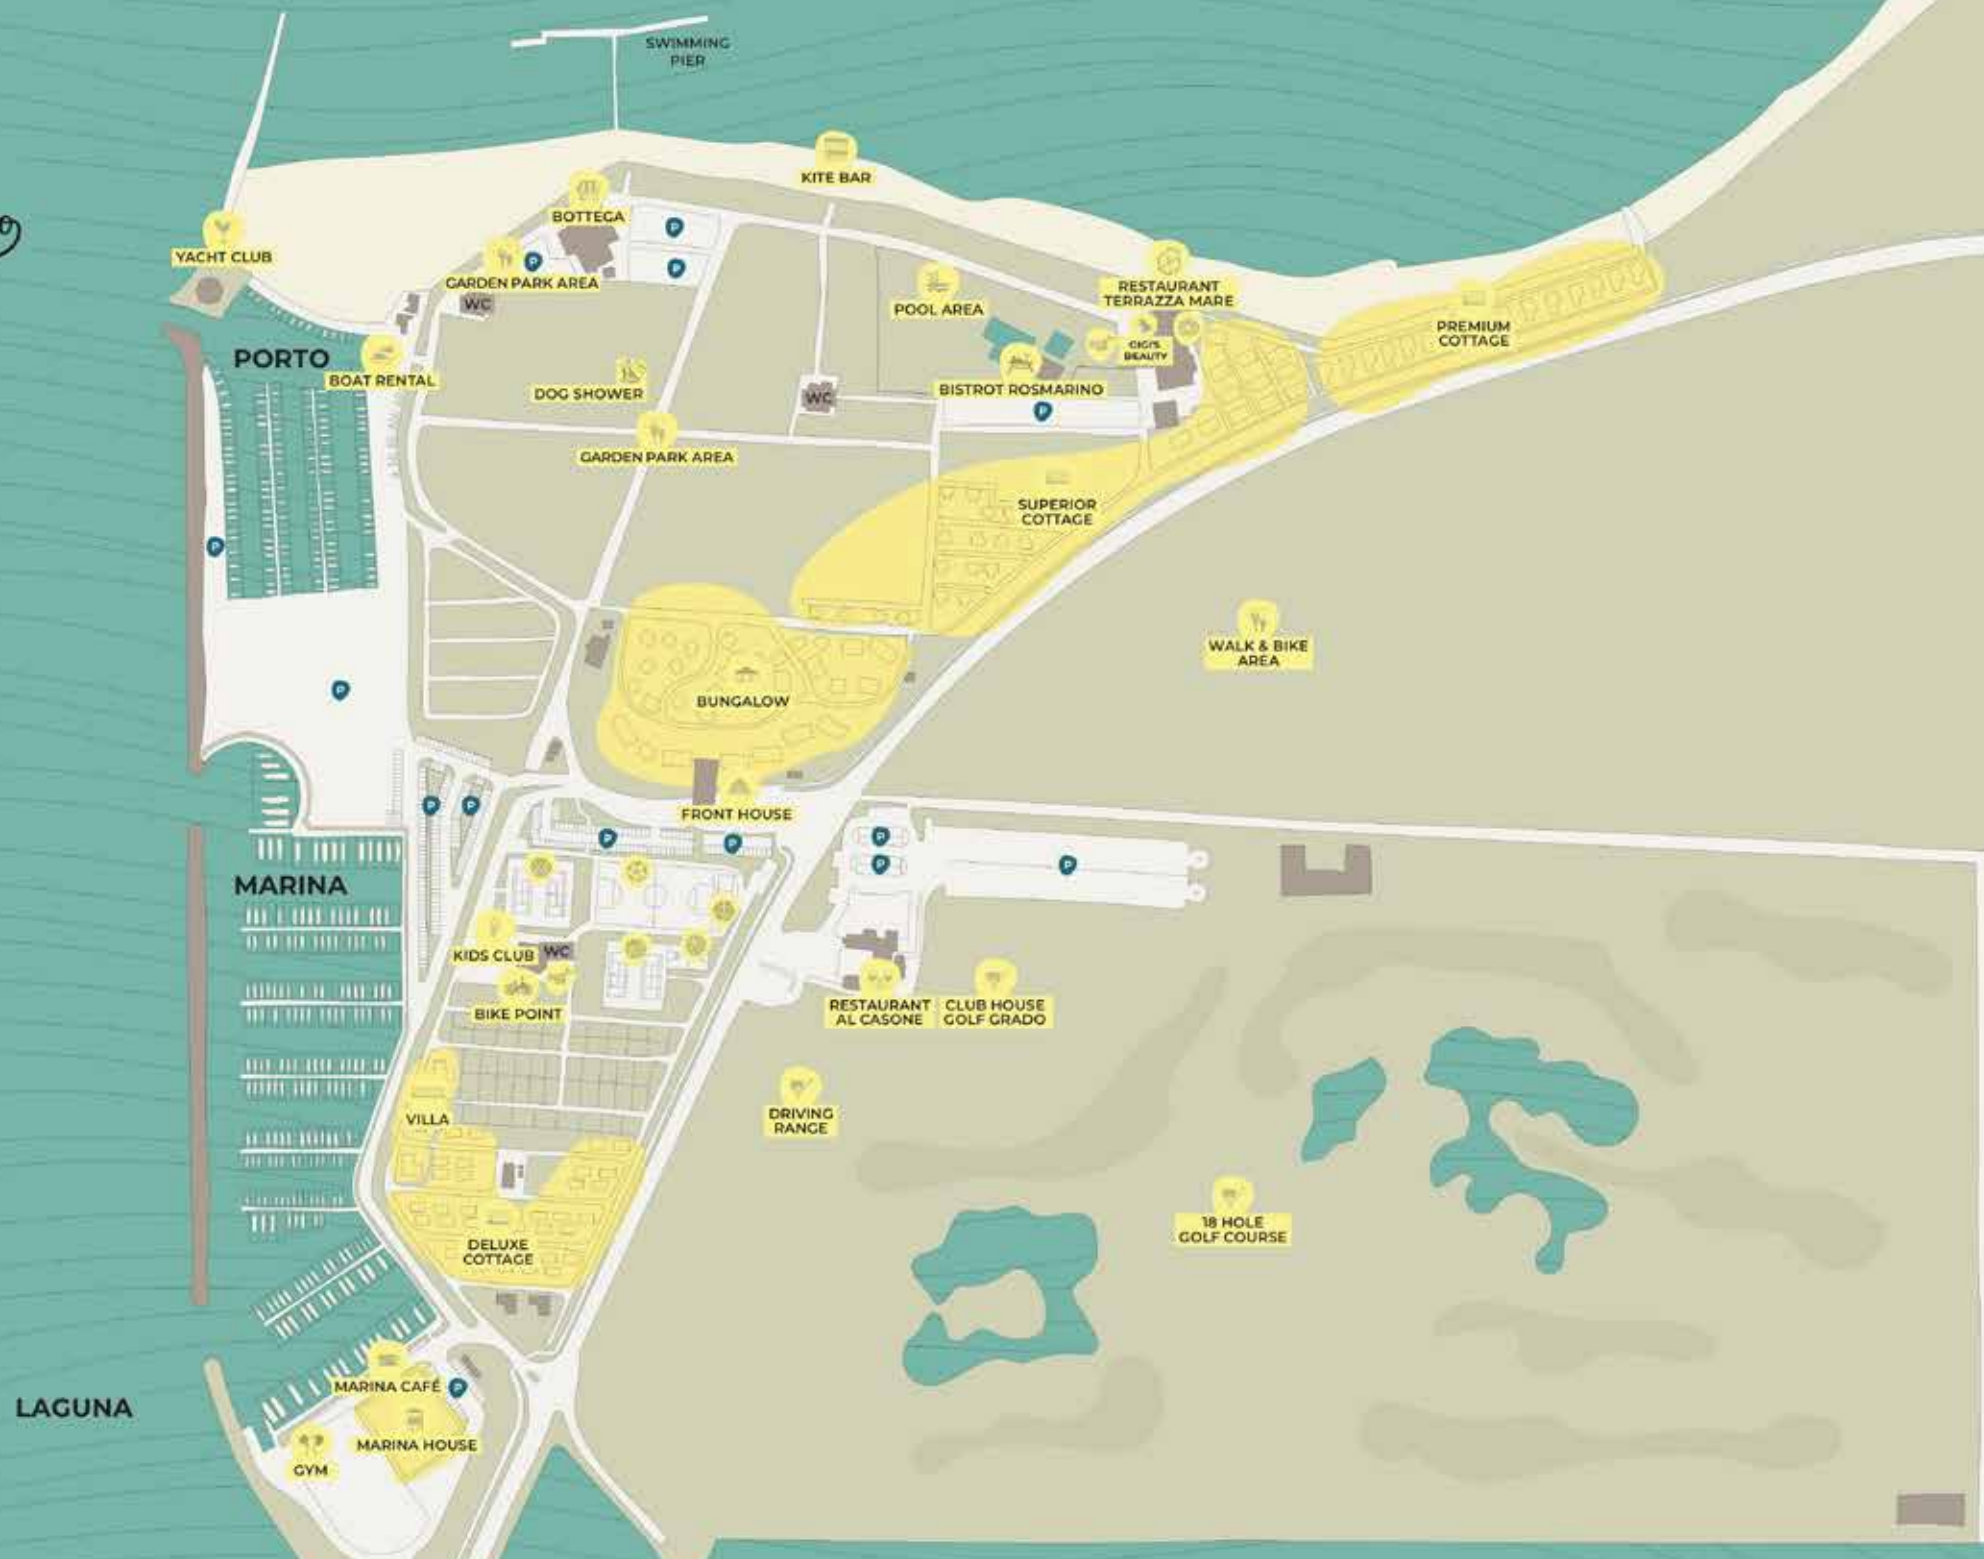 SWIMMING
PIER
KITE BAR
BOTTEGA
P
P
YACHT CLUB
P
GARDEN PARK AREA
WC
RESTAURANT
TERRAZZA MARE
POOL AREA
PREMIUM
COTTAGE
GIGI'S
BEAUTY
PORTO
BOAT RENTAL
DOG SHOWER
BISTROT ROSMARINO
WC
P
GARDEN PARK AREA
SUPERIOR
COTTAGE
P
WALK & BIKE
AREA
P
BUNGALOW
P
P
FRONT HOUSE
P
P
P
P
P
MARINA
KIDS CLUB
WC
BIKE POINT
RESTAURANT
AL CASONE
CLUB HOUSE
GOLF GRADO
VILLA
DRIVING
RANGE
18 HOLE
GOLF COURSE
DELUXE
COTTAGE
MARINA CAFÉ
P
LAGUNA
MARINA HOUSE
GYM